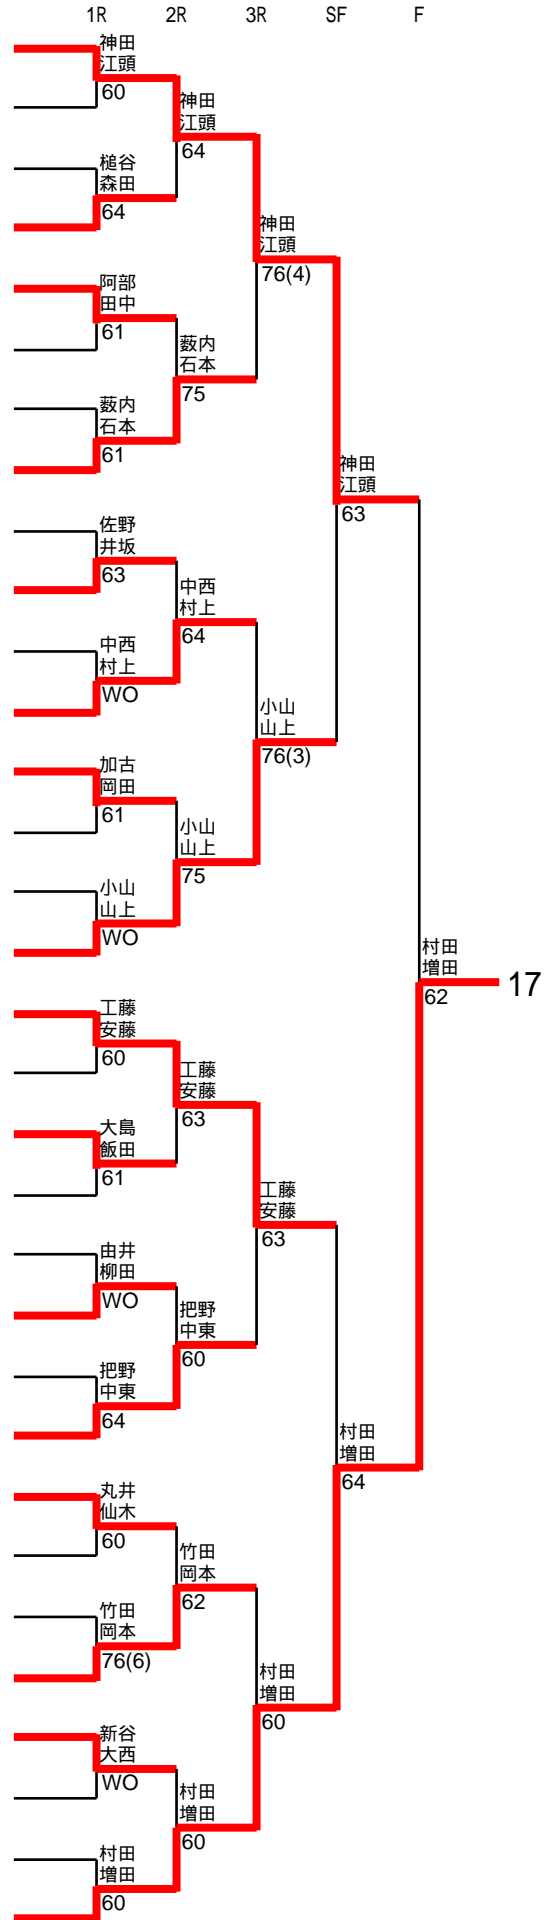 1R 2R 3R SF F
神田
江頭
60
神田
江頭
64
槌谷
森田
64
神田
江頭
76(4)
阿部
田中
61
薮内
石本
75
薮内
石本
61
神田
江頭
63
佐野
井坂
63
中西
村上
64
中西
村上
WO
小山
山上
76(3)
加古
岡田
61
小山
山上
75
小山
山上
WO
村田
増田
62
17
工藤
安藤
60
工藤
安藤
63
大島
飯田
61
工藤
安藤
63
由井
柳田
WO
把野
中東
60
把野
中東
64
村田
増田
64
丸井
仙木
60
竹田
岡本
62
竹田
岡本
76(6)
村田
増田
60
新谷
大西
WO
村田
増田
60
村田
増田
60